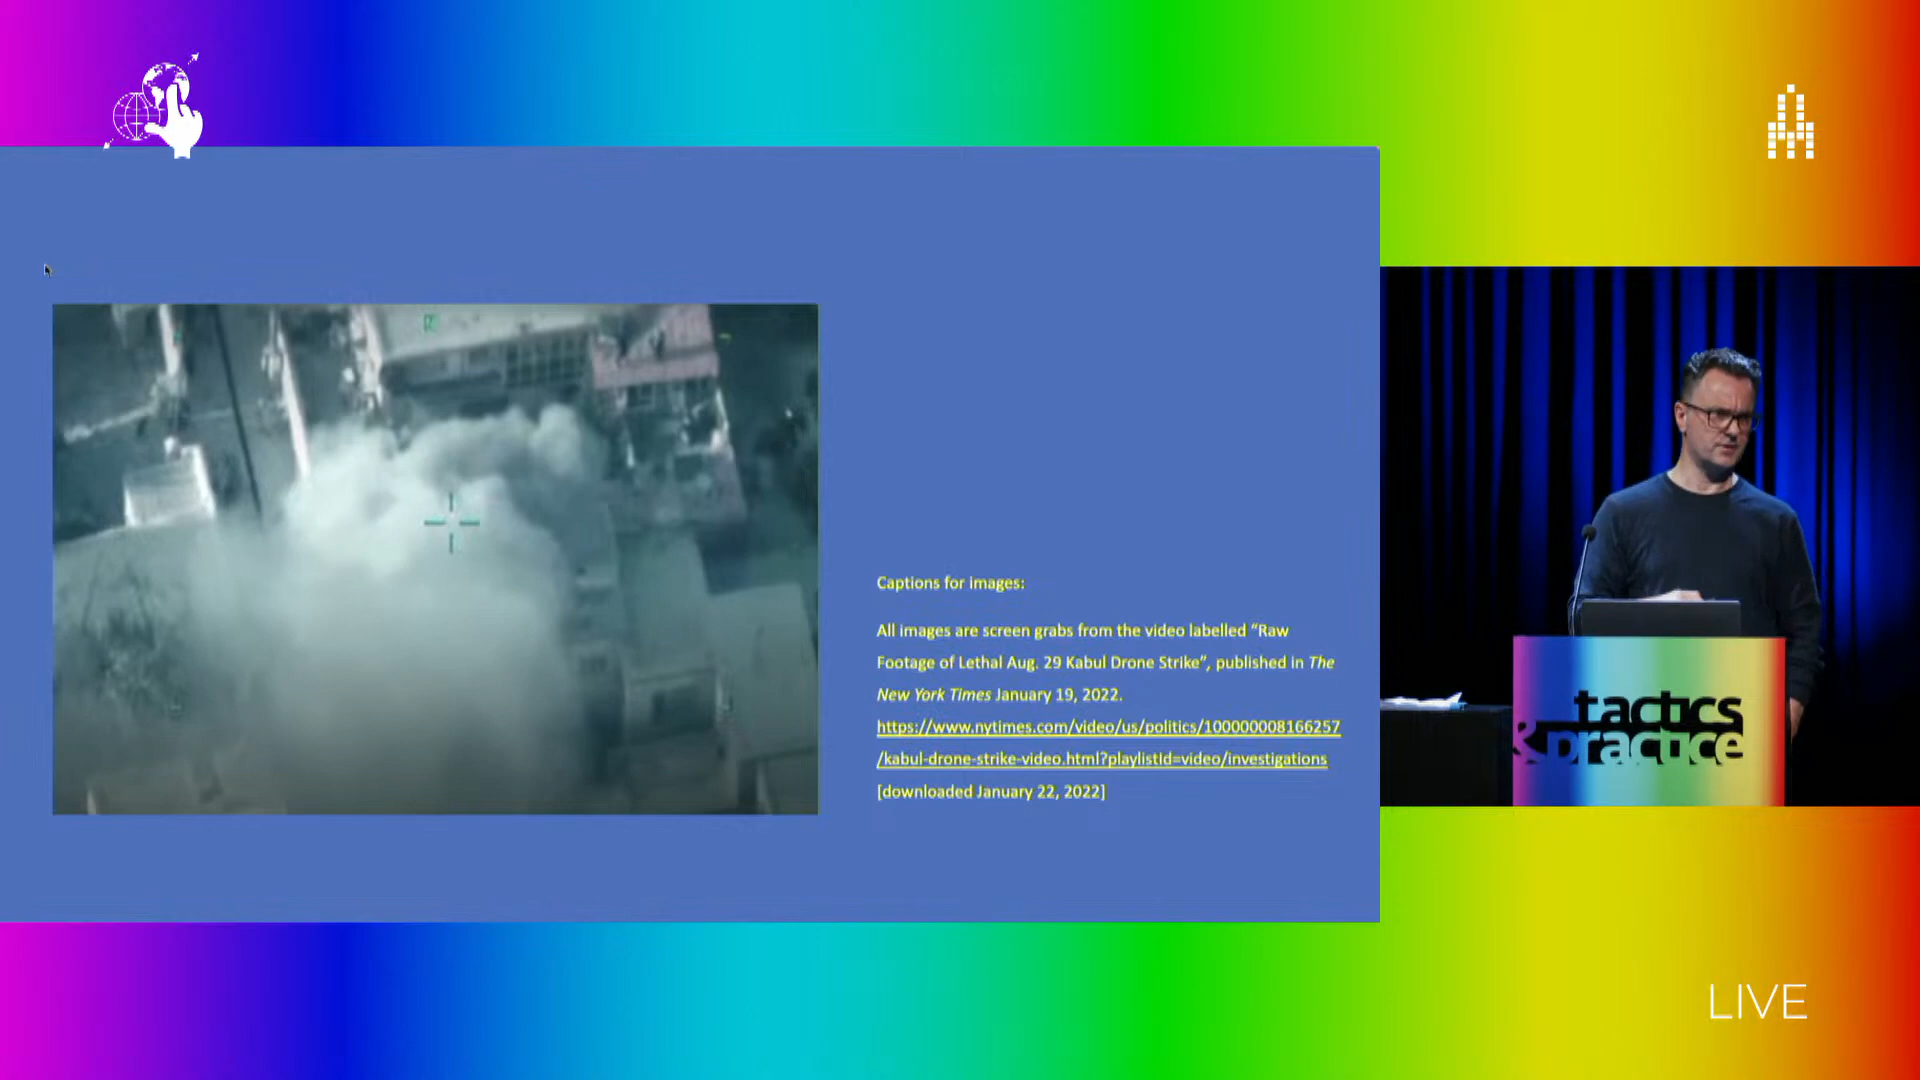 Captions for images:
All images are screen grabs from the video labelled “Raw
Footage of Lethal Aug. 29 Kabul Drone Strike”, published in The
New York Times January 19, 2022.
https://www.nytimes.com/video/us/politics/100000008166257
/kabul-drone-strike-video.html?playlistId=video/investigations
[downloaded January 22, 2022]
tactics
& practice
LIVE